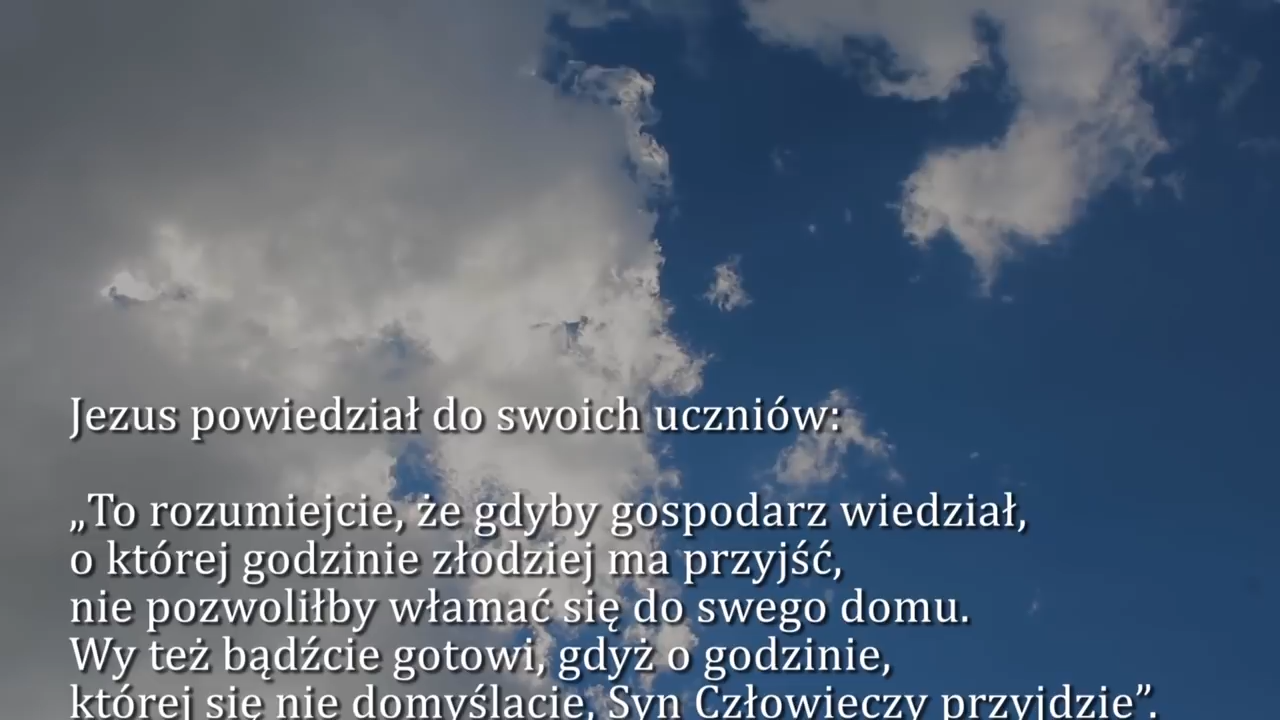 Jezus powiedział do swoich uczniów:
„To rozumiejcie, że gdyby gospodarz wiedział,
o której godzinie złodziej ma przyjść,
nie pozwoliłby włamać się do swego domu.
Wy też bądźcie gotowi, gdyż o godzinie,
której się nie domyślacie, Syn Człowieczy przyjdzie”.